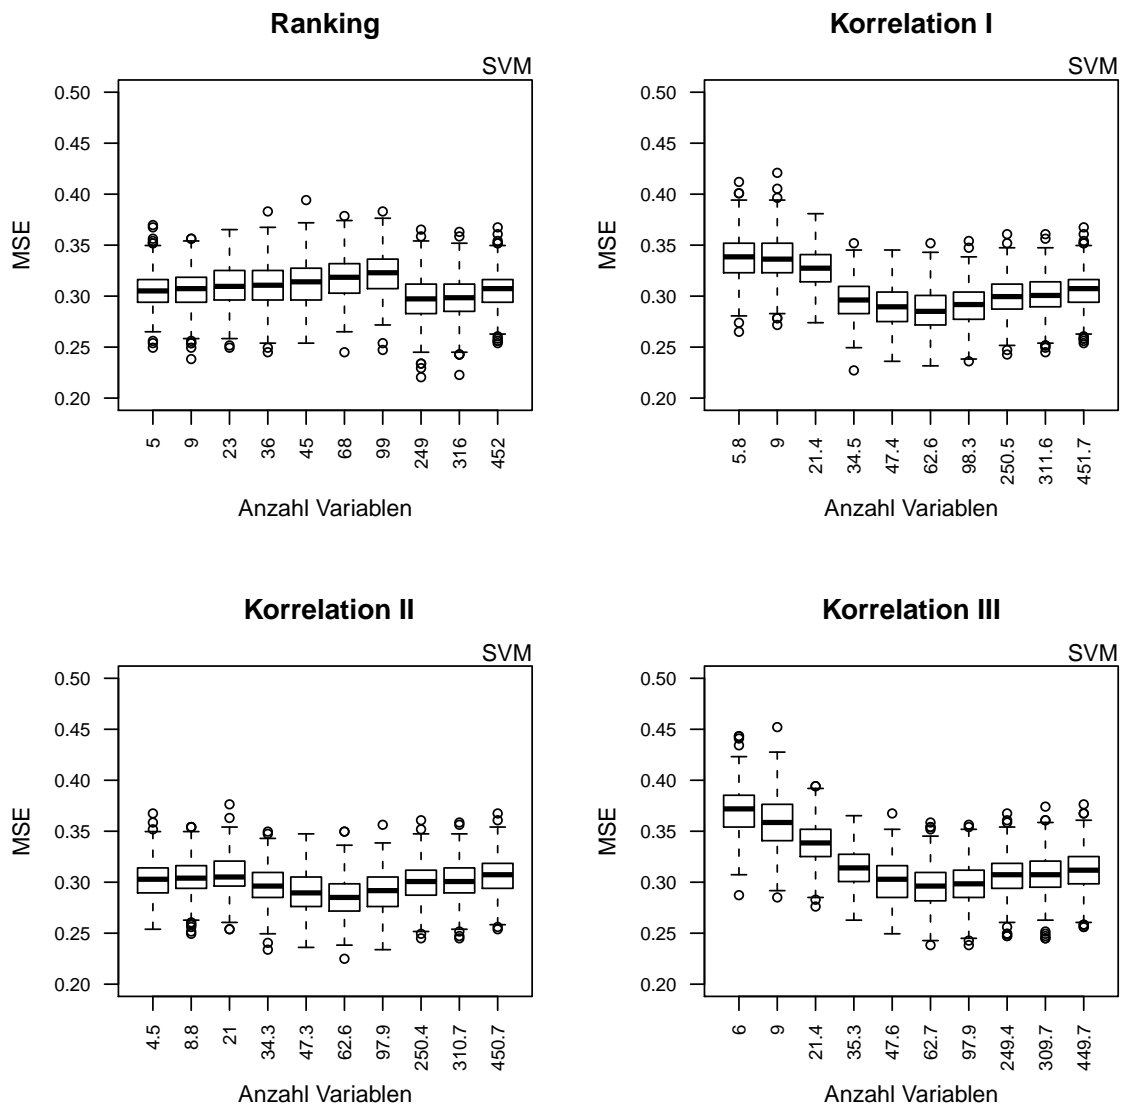 Ranking
SVM
MSE
0.50
0.45
0.40
0.35
0.30
0.25
0.20
5 9 23 36 45 68 99 249 316 452
Anzahl Variablen
Korrelation I
SVM
MSE
0.50
0.45
0.40
0.35
0.30
0.25
0.20
5.8 9 21.4 34.5 47.4 62.6 98.3 250.5 311.6 451.7
Anzahl Variablen
Korrelation II
SVM
MSE
0.50
0.45
0.40
0.35
0.30
0.25
0.20
4.5 8.8 21 34.3 47.3 62.6 97.9 250.4 310.7 450.7
Anzahl Variablen
Korrelation III
SVM
MSE
0.50
0.45
0.40
0.35
0.30
0.25
0.20
6 9 21.4 35.3 47.6 62.7 97.9 249.4 309.7 449.7
Anzahl Variablen